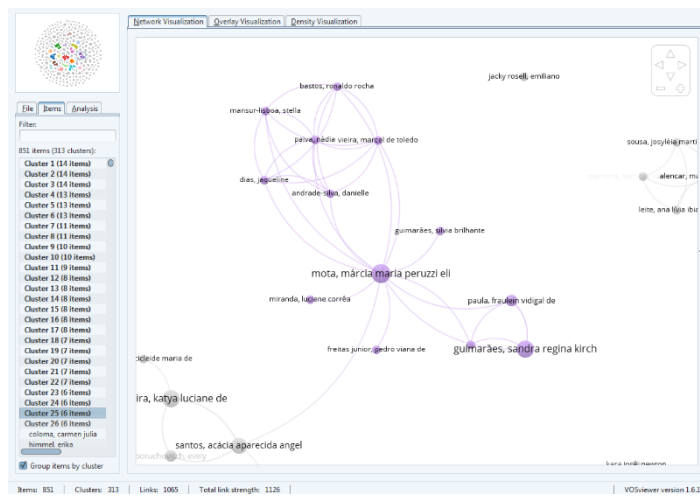 Network Visualization Overlay Visualization Density Visualization
File Items Analysis
Filter:
851 items (313 clusters):
Cluster 1 (14 items)
Cluster 2 (14 items)
Cluster 3 (14 items)
Cluster 4 (13 items)
Cluster 5 (13 items)
Cluster 6 (13 items)
Cluster 7 (11 items)
Cluster 8 (11 items)
Cluster 9 (10 items)
Cluster 10 (10 items)
Cluster 11 (9 items)
Cluster 12 (8 items)
Cluster 13 (8 items)
Cluster 14 (8 items)
Cluster 15 (8 items)
Cluster 16 (8 items)
Cluster 17 (8 items)
Cluster 18 (7 items)
Cluster 19 (7 items)
Cluster 20 (7 items)
Cluster 21 (7 items)
Cluster 22 (7 items)
Cluster 23 (6 items)
Cluster 24 (6 items)
Cluster 25 (6 items)
Cluster 26 (6 items)
coloma, carmen julia
himmel, erika
Group items by cluster
jacky rosell, emiliano
bastos, ronaldo rocha
mansur-lisboa, stella
paiva, nádia vieira, marcel de toledo
sousa, josyléia marti
dias, jaqueline
alencar, ma
andrade-silva, danielle
leite, ana lívia ibia
guimarães, silvia brilhante
mota, márcia maria peruzzi eli
miranda, luciene corrêa
paula, fraulein vidigal de
freitas junior, pedro viana de
guimarães, sandra regina kirch
cicleide maria de
ira, katya luciane de
santos, acácia aparecida angel
Items: 851 Clusters: 313 Links: 1065 Total link strength: 1126 VOSviewer version 1.6.1